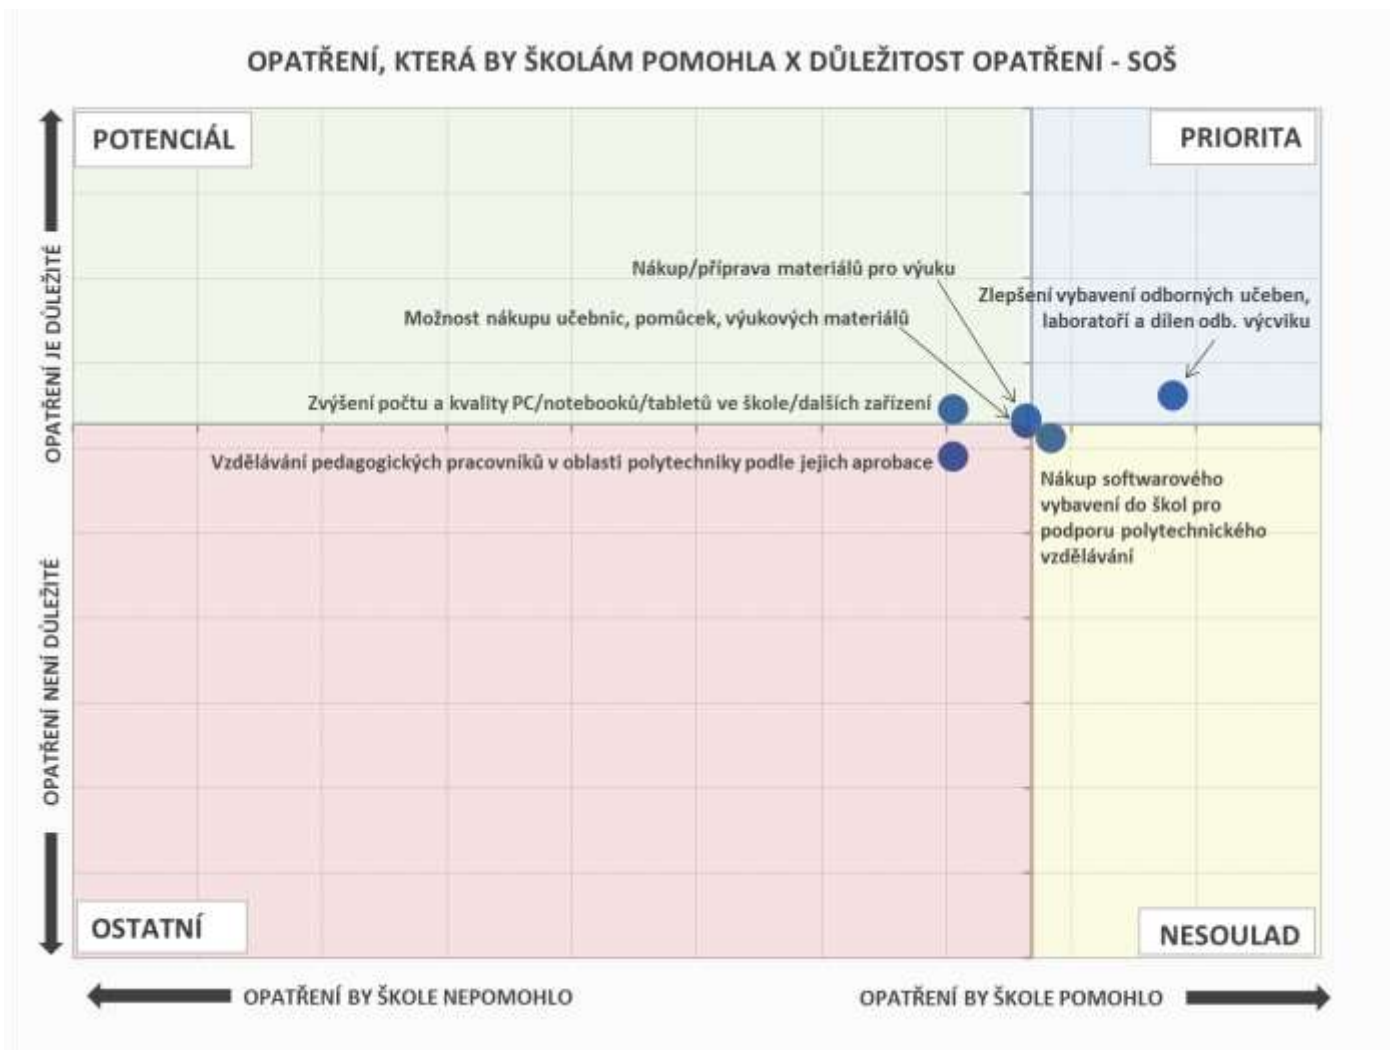 OPATŘENÍ, KTERÁ BY ŠKOLÁM POMOHLA X DŮLEŽITOST OPATŘENÍ - SOŠ
POTENCIÁL
PRIORITA
OPATŘENÍ JE DŮLEŽITÉ
Nákup/příprava materiálů pro výuku
Zlepšení vybavení odborných učeben,
laboratoří a dílen odb. výcviku
Možnost nákupu učebnic, pomůcek, výukových materiálů
Zvýšení počtu a kvality PC/notebooků/tabletů ve škole/dalších zařízení
Vzdělávání pedagogických pracovníků v oblasti polytechniky podle jejich aprobace
Nákup softwarového
vybavení do škol pro
podporu polytechnického
vzdělávání
OPATŘENÍ NENÍ DŮLEŽITÉ
OSTATNÍ
NESOULAD
OPATŘENÍ BY ŠKOLE NEPOMOHLO
OPATŘENÍ BY ŠKOLE POMOHLO